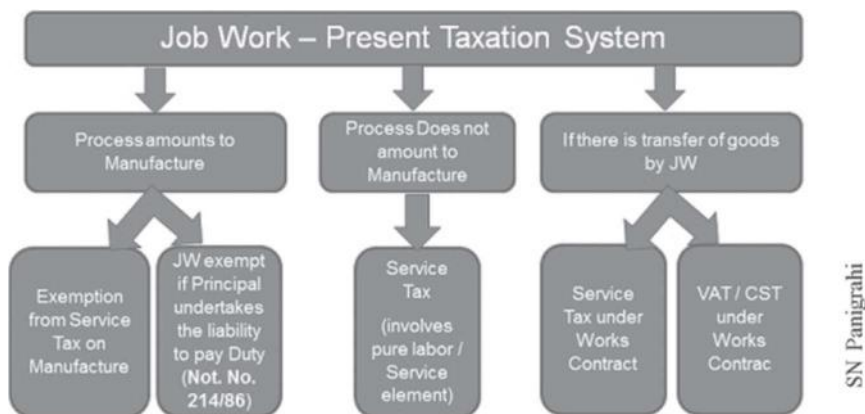 Job Work – Present Taxation System
Process amounts to
Manufacture
Process Does not
amount to
Manufacture
If there is transfer of goods
by JW
Exemption
from Service
Tax on
Manufacture
JW exempt
if Principal
undertakes
the liability
to pay Duty
(Not. No.
214/86)
Service
Tax
(involves
pure labor /
Service
element)
Service
Tax under
Works
Contract
VAT / CST
under
Works
Contrac
SN Panigrahi